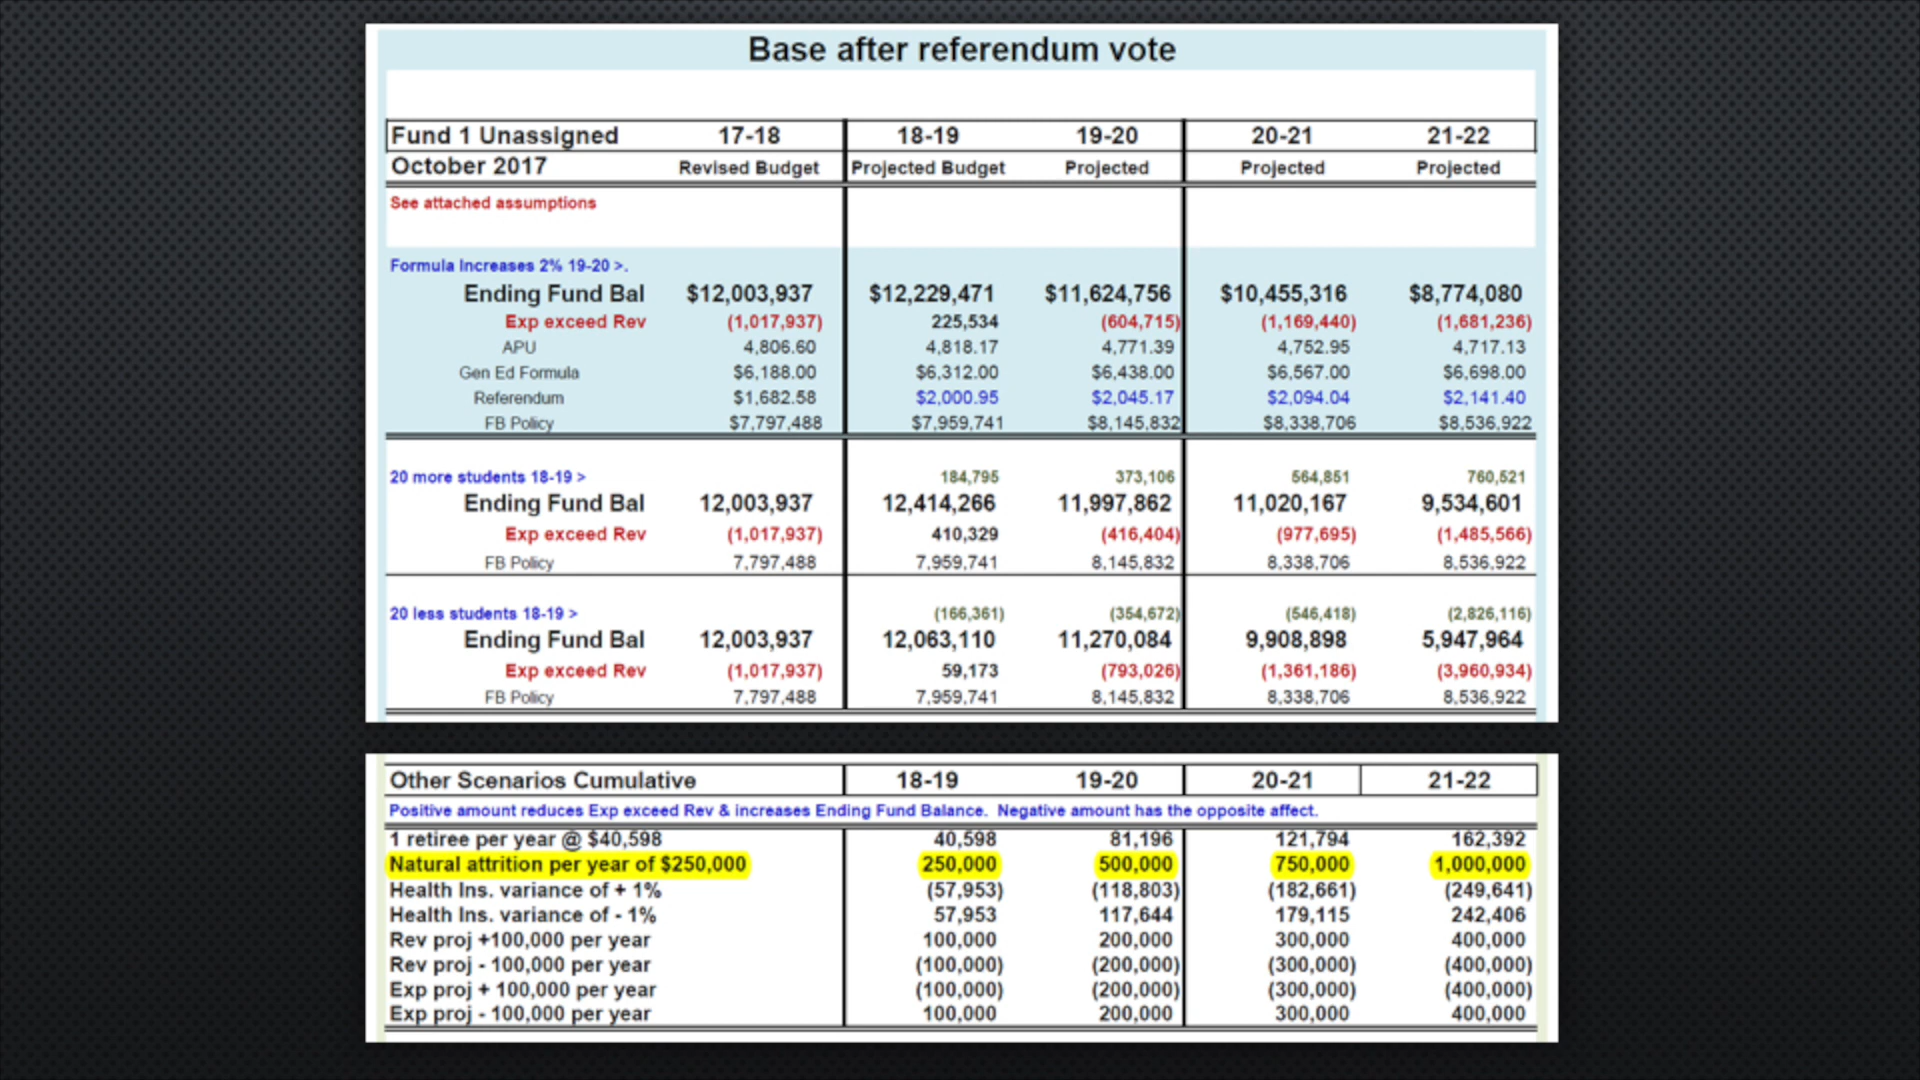 Base after referendum vote
Fund 1 Unassigned 17-18 18-19 19-20 20-21 21-22
October 2017 Revised Budget Projected Budget Projected Projected Projected
See attached assumptions
Formula Increases 2% 19-20 >.
Ending Fund Bal $12,003,937 $12,229,471 $11,624,756 $10,455,316 $8,774,080
Exp exceed Rev (1,017,937) 225,534 (604,715) (1,169,440) (1,681,236)
APU 4,806.60 4,818.17 4,771.39 4,752.95 4,717.13
Gen Ed Formula $6,188.00 $6,312.00 $6,438.00 $6,567.00 $6,698.00
Referendum $1,682.58 $2,000.95 $2,045.17 $2,094.04 $2,141.40
FB Policy $7,797,488 $7,959,741 $8,145,832 $8,338,706 $8,536,922
20 more students 18-19 > 184,795 373,106 564,851 760,521
Ending Fund Bal 12,003,937 12,414,266 11,997,862 11,020,167 9,534,601
Exp exceed Rev (1,017,937) 410,329 (416,404) (977,695) (1,485,566)
FB Policy 7,797,488 7,959,741 8,145,832 8,338,706 8,536,922
20 less students 18-19 > (166,361) (354,672) (546,418) (2,826,116)
Ending Fund Bal 12,003,937 12,063,110 11,270,084 9,908,898 5,947,964
Exp exceed Rev (1,017,937) 59,173 (793,026) (1,361,186) (3,960,934)
FB Policy 7,797,488 7,959,741 8,145,832 8,338,706 8,536,922
Other Scenarios Cumulative 18-19 19-20 20-21 21-22
Positive amount reduces Exp exceed Rev & increases Ending Fund Balance. Negative amount has the opposite affect.
1 retiree per year @ $40,598 40,598 81,196 121,794 162,392
Natural attrition per year of $250,000 250,000 500,000 750,000 1,000,000
Health Ins. variance of + 1% (57,953) (118,803) (182,661) (249,641)
Health Ins. variance of - 1% 57,953 117,644 179,115 242,406
Rev proj +100,000 per year 100,000 200,000 300,000 400,000
Rev proj - 100,000 per year (100,000) (200,000) (300,000) (400,000)
Exp proj + 100,000 per year (100,000) (200,000) (300,000) (400,000)
Exp proj - 100,000 per year 100,000 200,000 300,000 400,000